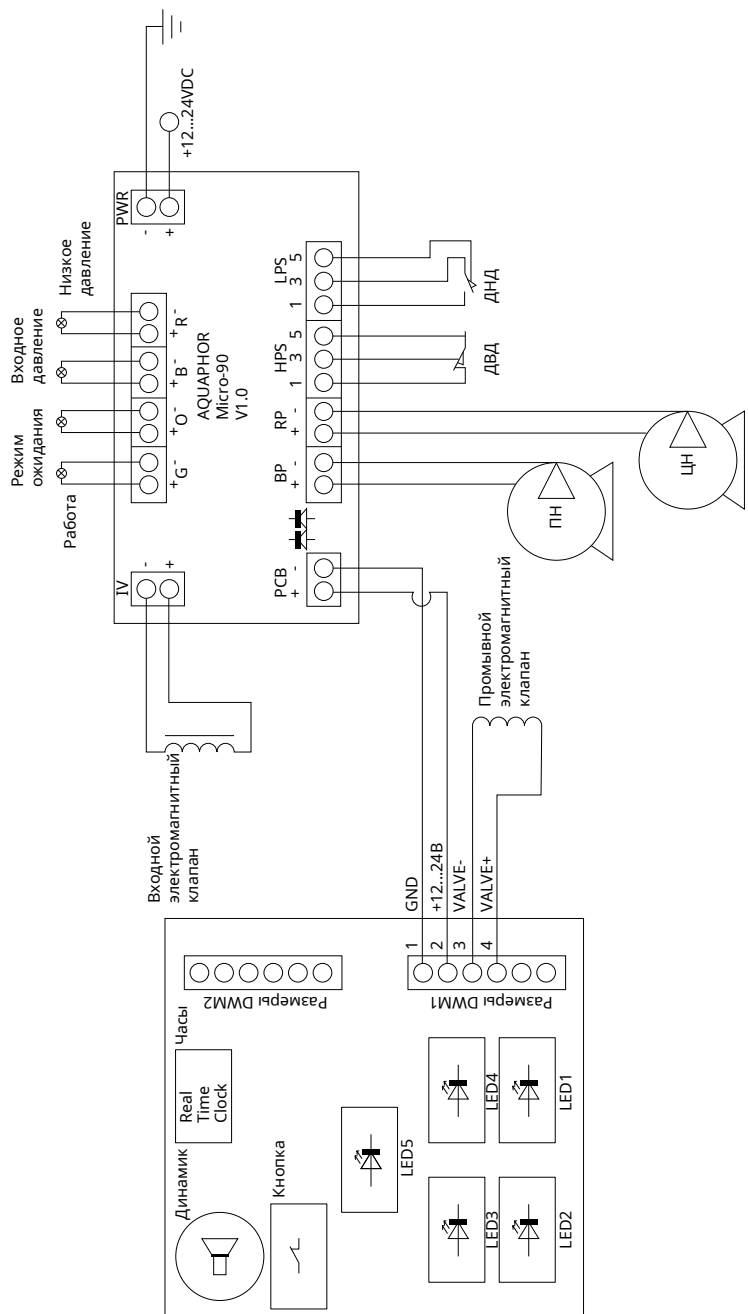 PWR
-
+
+12...24VDC
Низкое
давление
Входное
давление
Режим
ожидания
Работа
+R-
+B-
+O-
+G-
AQUAPHOR
Micro-90
V1.0
IV
-
+
LPS
1 3 5
HPS
1 3 5
RP
+ -
BP
+ -
PCB
+ -
ДНД
ДВД
ЦН
ПН
Входной
электромагнитный
клапан
Промывной
электромагнитный
клапан
1 GND
2 +12...24В
3 VALVE-
4 VALVE+
Размеры DWM2
Размеры DWM1
Часы
Real
Time
Clock
Динамик
Кнопка
LED5
LED4
LED1
LED3
LED2